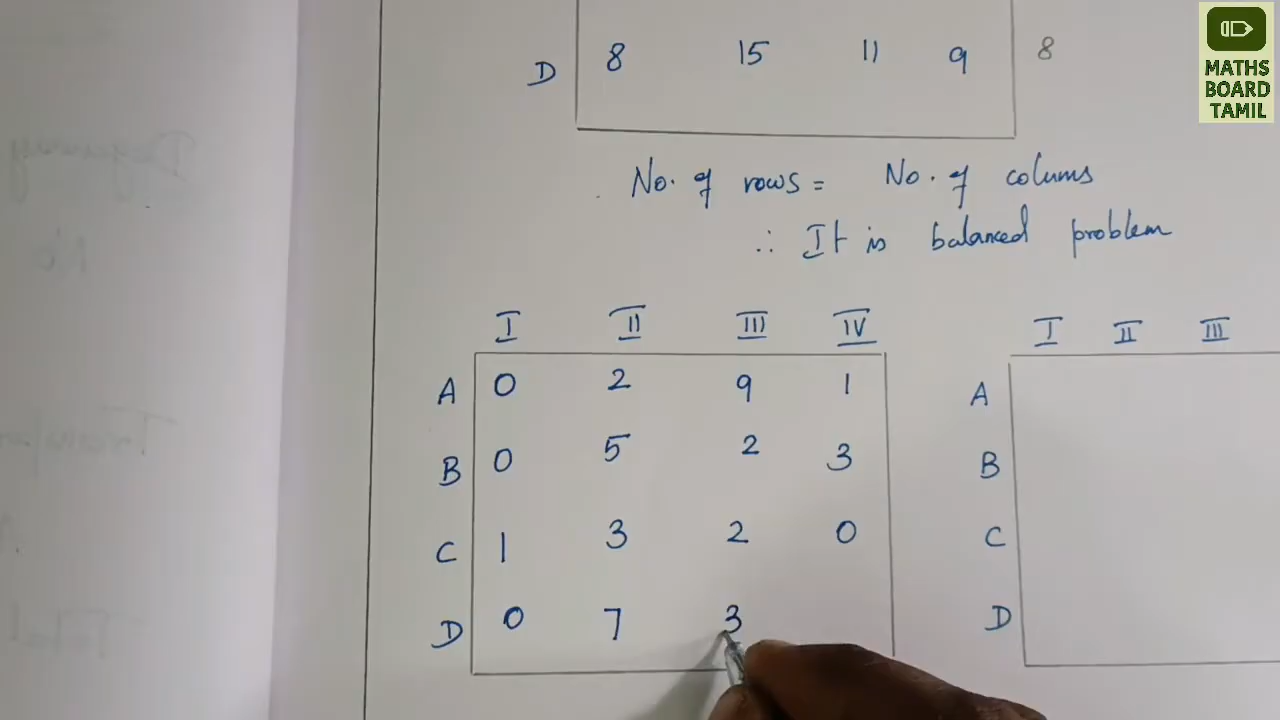 MATHS
BOARD
TAMIL
D 8 15 11 9 8
No. of rows = No. of colums
∴ It is balanced problem
I II III IV
A 0 2 9 1
B 0 5 2 3
C 1 3 2 0
D 0 7 3
I II III
A
B
C
D